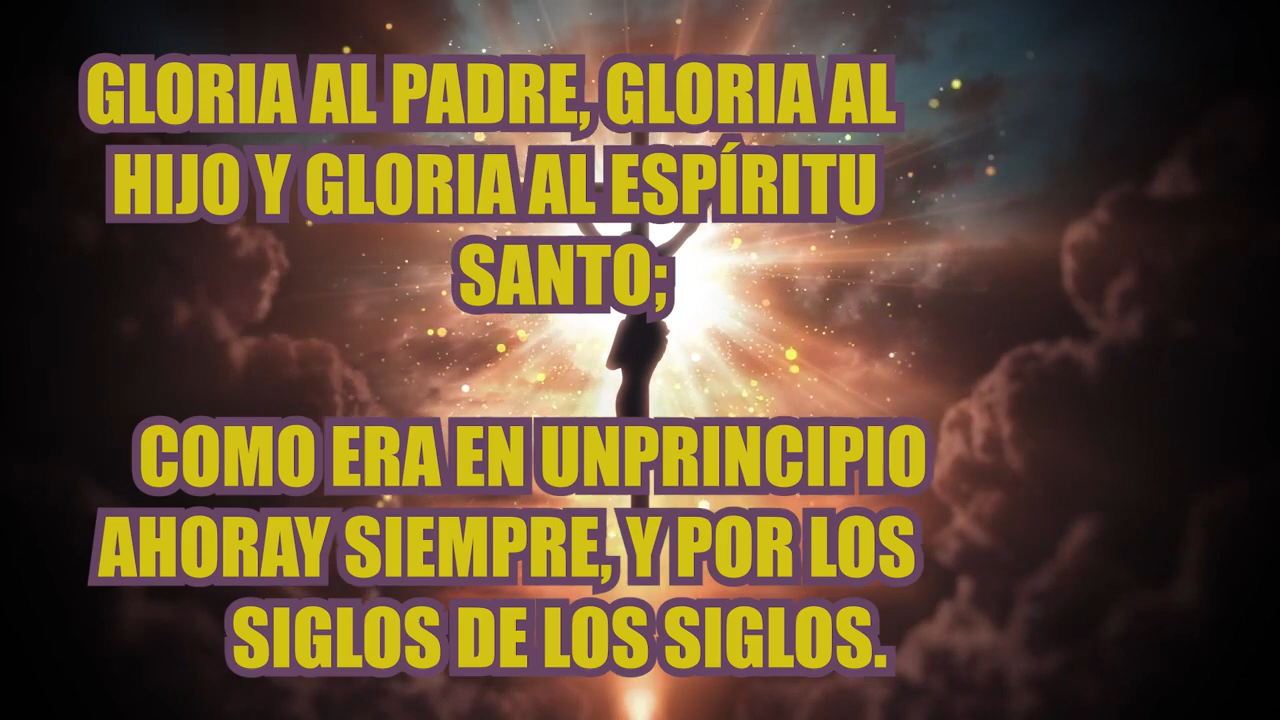 GLORIA AL PADRE, GLORIA AL
HIJO Y GLORIA AL ESPÍRITU
SANTO;
COMO ERA EN UNPRINCIPIO
AHORAY SIEMPRE, Y POR LOS
SIGLOS DE LOS SIGLOS.